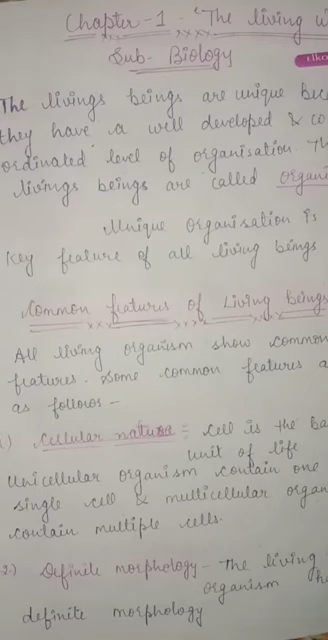 Chapter-1 - "The living w
Sub- Biology
The livings beings are unique bec
they have a well developed & co
ordinated level of organisation. Th
livings beings are called organi
Unique organisation is
key feature of all living beings
Common features of Living beings
All living organism show common
features. Some common features a
as follows -
1) Cellular nature = Cell is the ba
unit of life
Unicellular organism contain one
single cell & multicellular organ
contain multiple cells.
2.) Definite morphology - The living
organism ha
definite morphology